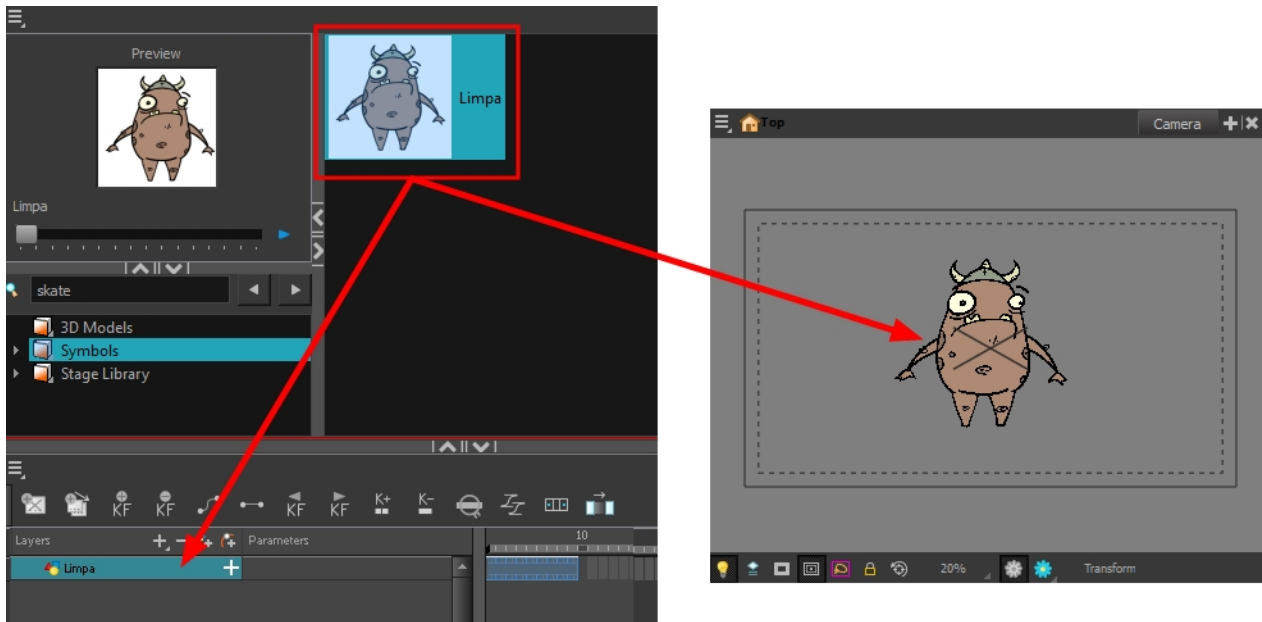 Preview
Limpa
Limpa
skate
3D Models
Symbols
Stage Library
KF KF KF KF K+ K-
Layers Parameters
10
Limpa
Top Camera
20% Transform